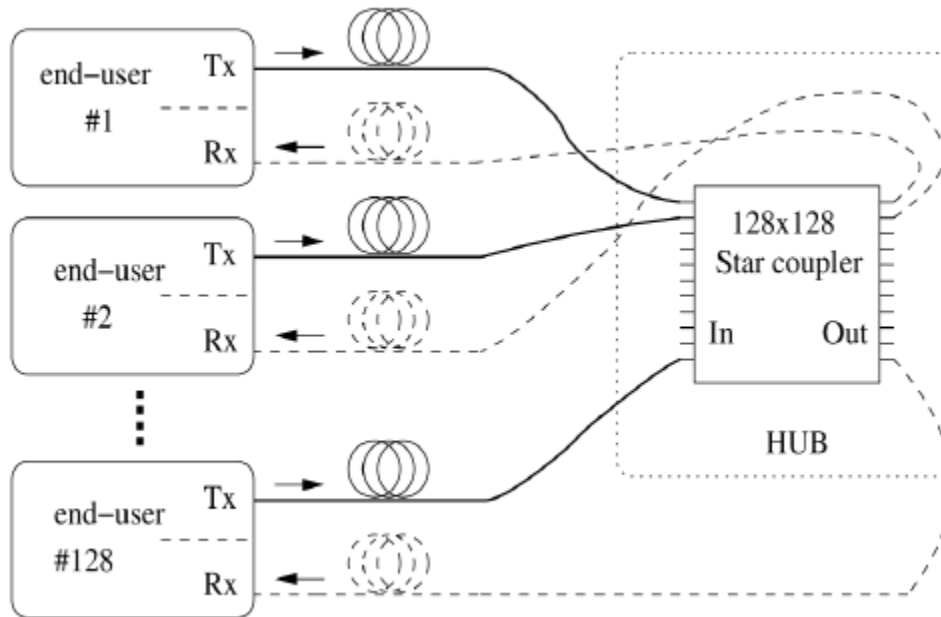 end-user
#1
Tx
Rx
end-user
#2
Tx
Rx
end-user
#128
Tx
Rx
128x128
Star coupler
In Out
HUB